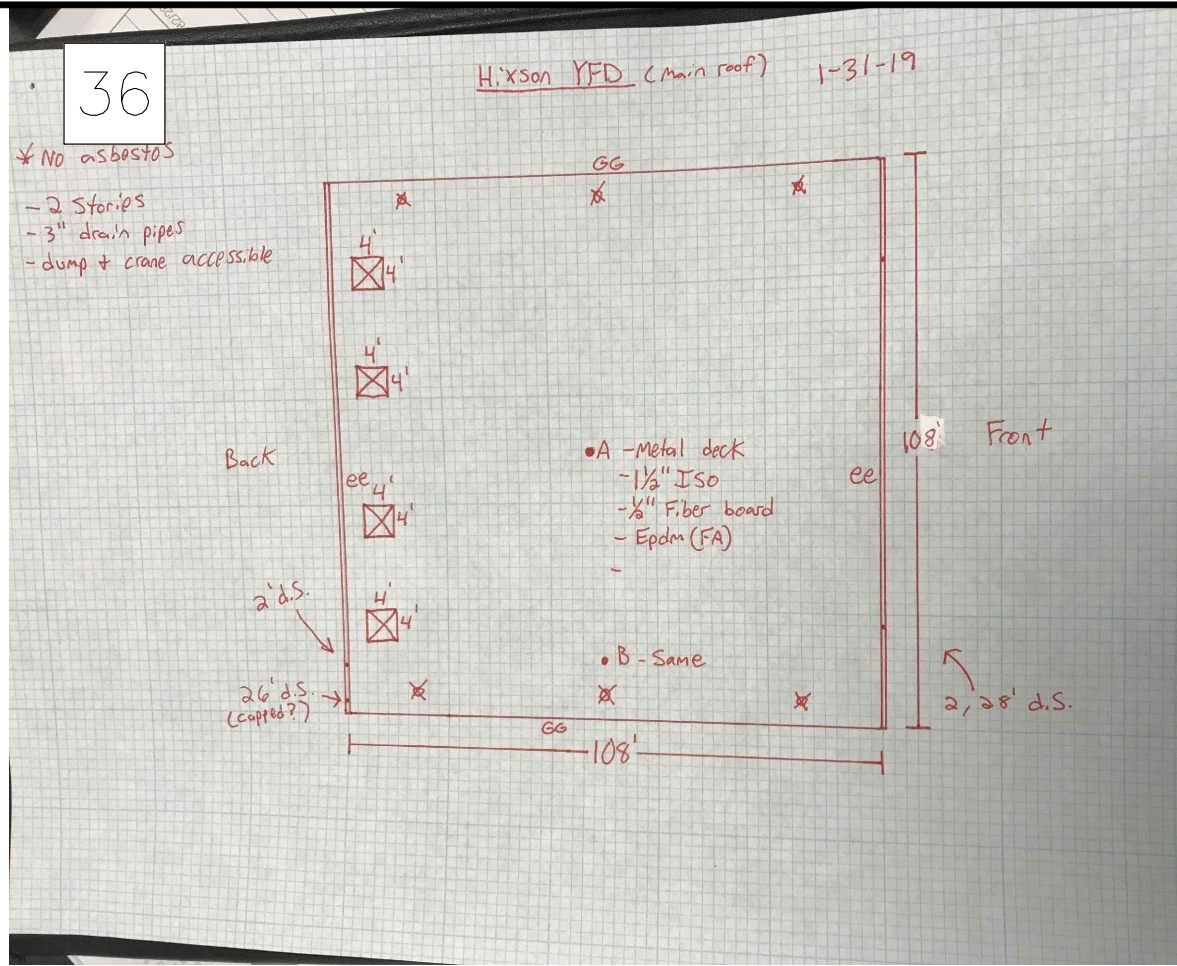 36
Hixson YFD (main roof) 1-31-19
* No asbestos
- 2 Stories
- 3" drain pipes
- dump + crane accessible
GG
4'
4'
4'
4'
Back
ee
4'
4'
•A - Metal deck
- 1½" ISO
- ½" Fiber board
- Epdm (FA)
-
ee
108'
Front
2' d.s.
4'
4'
• B - Same
26' d.s.
(capped?)
2, 28' d.s.
GG
108'